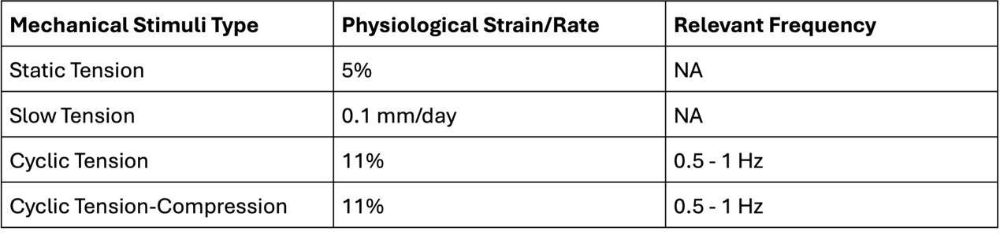 Mechanical Stimuli Type Physiological Strain/Rate Relevant Frequency
Static Tension 5% NA
Slow Tension 0.1 mm/day NA
Cyclic Tension 11% 0.5 - 1 Hz
Cyclic Tension-Compression 11% 0.5 - 1 Hz